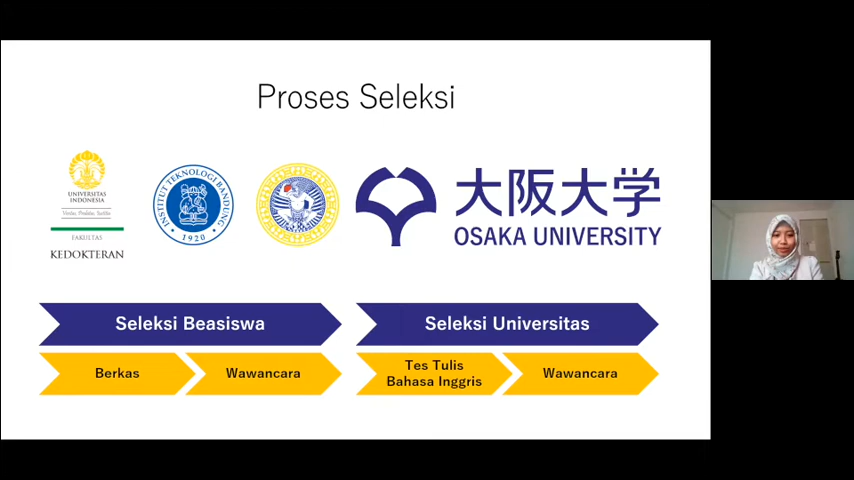 Proses Seleksi
UNIVERSITAS
INDONESIA
Veritas, Probitas, Iustitia
FAKULTAS
KEDOKTERAN
INSTITUT TEKNOLOGI BANDUNG
1920
大阪大学
OSAKA UNIVERSITY
Seleksi Beasiswa
Seleksi Universitas
Berkas
Wawancara
Tes Tulis
Bahasa Inggris
Wawancara